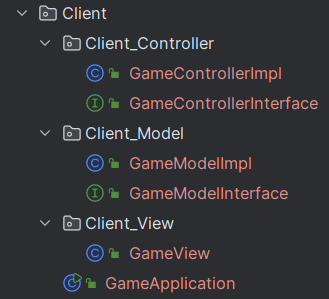 Client
Client_Controller
GameControllerImpl
GameControllerInterface
Client_Model
GameModelImpl
GameModelInterface
Client_View
GameView
GameApplication